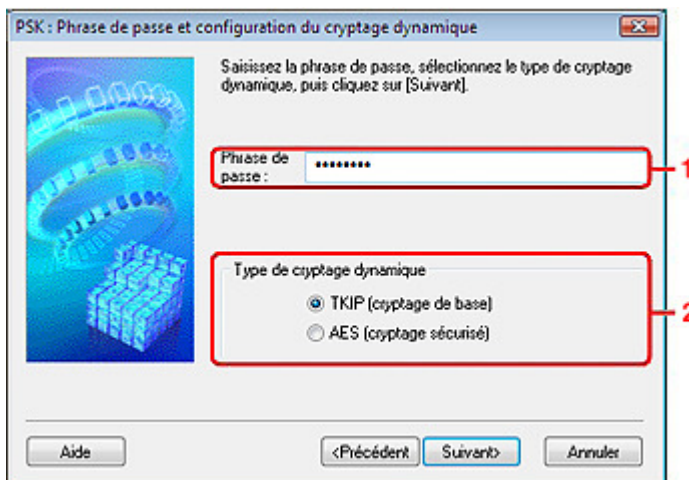 PSK : Phrase de passe et configuration du cryptage dynamique
Saisissez la phrase de passe, sélectionnez le type de cryptage
dynamique, puis cliquez sur [Suivant].
Phrase de
passe :
••••••••
1
Type de cryptage dynamique
TKIP (cryptage de base)
AES (cryptage sécurisé)
2
Aide
<Précédent
Suivant>
Annuler